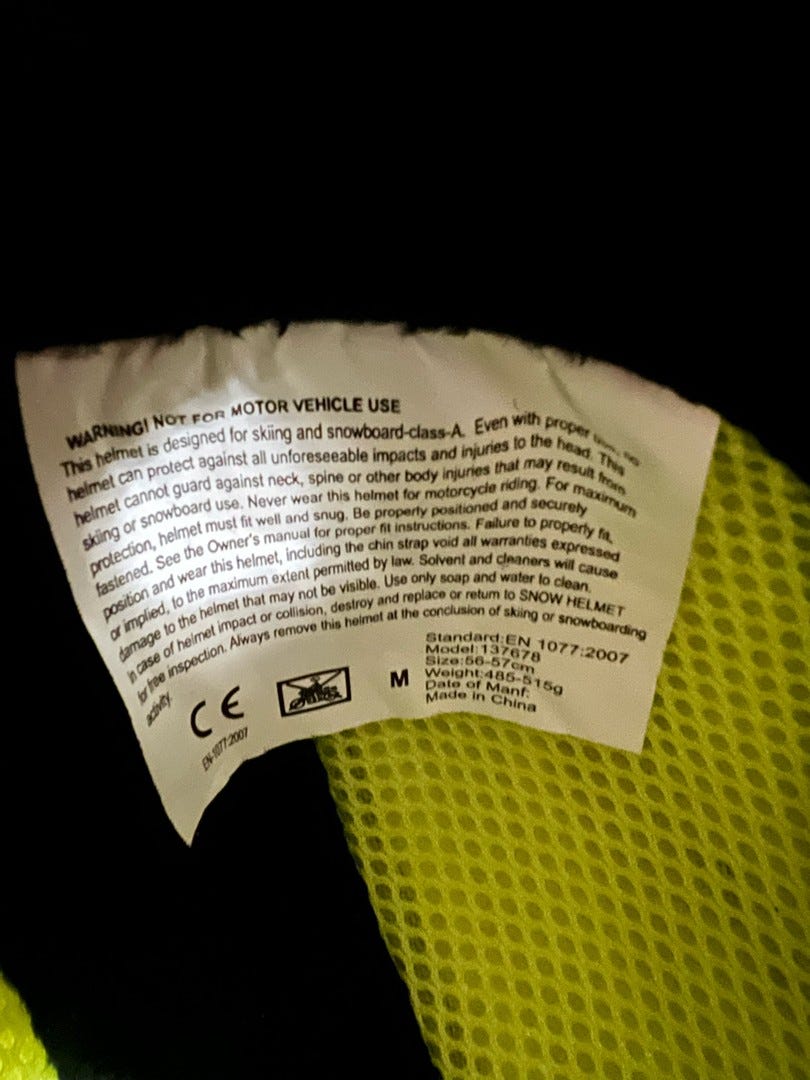 WARNING! NOT FOR MOTOR VEHICLE USE
This helmet is designed for skiing and snowboard-class-A. Even with proper
helmet can protect against all unforeseeable impacts and injuries to the head. This
helmet cannot guard against neck, spine or other body injuries that may result from
skiing or snowboard use. Never wear this helmet for motorcycle riding. For maximum
protection, helmet must fit well and snug. Be properly positioned and securely
fastened. See the Owner's manual for proper fit instructions. Failure to properly fit,
position and wear this helmet, including the chin strap void all warranties expressed
or implied, to the maximum extent permitted by law. Solvent and cleaners will cause
damage to the helmet that may not be visible. Use only soap and water to clean.
In case of helmet impact or collision, destroy and replace or return to SNOW HELMET
for free inspection. Always remove this helmet at the conclusion of skiing or snowboarding
activity.
CE
EN-1077:2007
M
Standard:EN 1077:2007
Model:137678
Size:56-57cm
Weight:485-515g
Date of Manf:
Made in China